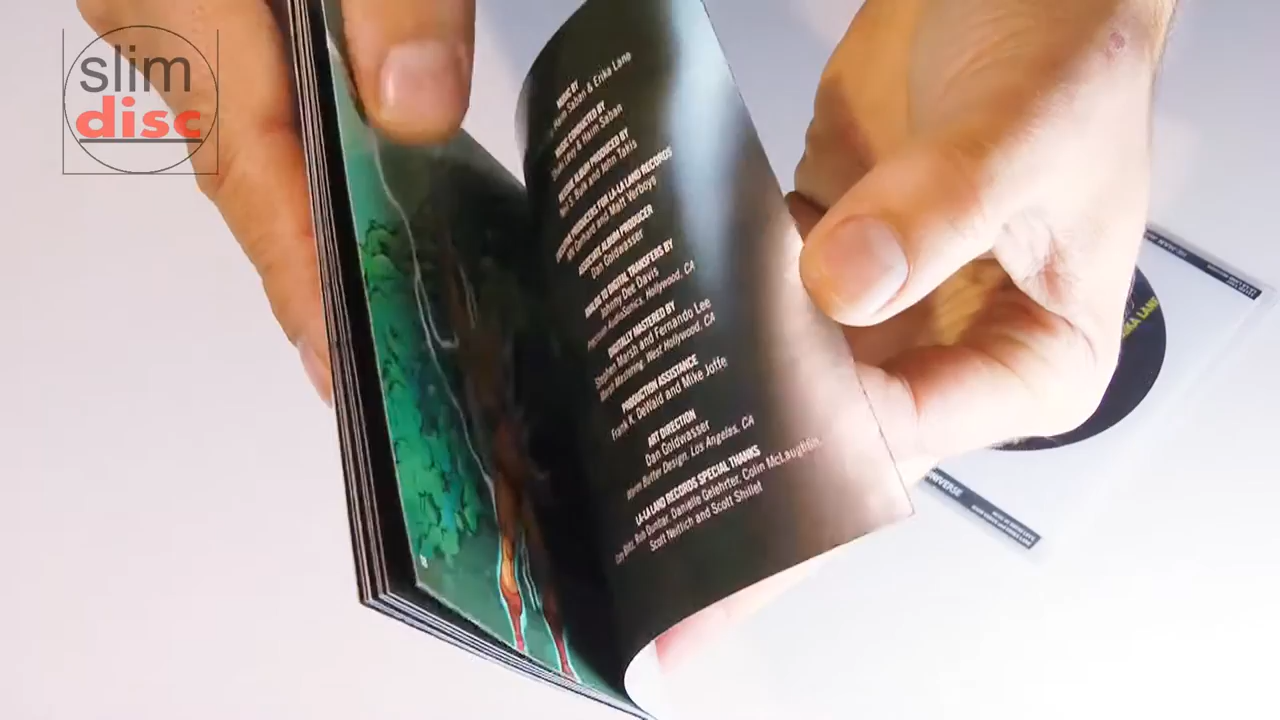 slim
disc
MUSIC BY
Haim Saban & Erika Lane
MUSIC CONDUCTED BY
Shuki Levy & Haim Saban
REISSUE ALBUM PRODUCED BY
Neil S. Bulk and John Takis
PRODUCERS FOR LA-LA LAND RECORDS
Gerhard and Matt Verboys
ASSOCIATE ALBUM PRODUCER
Dan Goldwasser
ANALOG TO DIGITAL TRANSFERS BY
Johnny Dee Davis
Precision AudioSonics, Hollywood, CA
DIGITALLY MASTERED BY
Stephen Marsh and Fernando Lee
Marsh Mastering, West Hollywood, CA
PRODUCTION ASSISTANCE
Frank K. DeWald and Mike Joffe
ART DIRECTION
Dan Goldwasser
Warm Butter Design, Los Angeles, CA
LA-LA LAND RECORDS SPECIAL THANKS
Rob Dunbar, Danielle Gelehrter, Colin McLaughlin,
Scott Neitlich and Scott Shillet
LANE
UNIVERSE